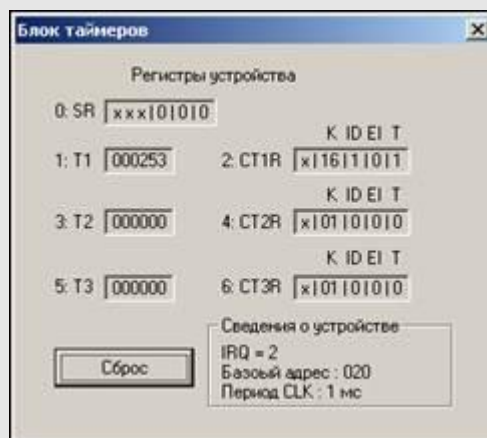 Блок таймеров
Регистры устройства
0: SR x x x|0|0|0
K ID EI T
1: T1 000253 2: CT1R x|16|1|0|1
K ID EI T
3: T2 000000 4: CT2R x|01|0|0|0
K ID EI T
5: T3 000000 6: CT3R x|01|0|0|0
Сведения о устройстве
IRQ = 2
Базоый адрес : 020
Период CLK : 1 мс
Сброс